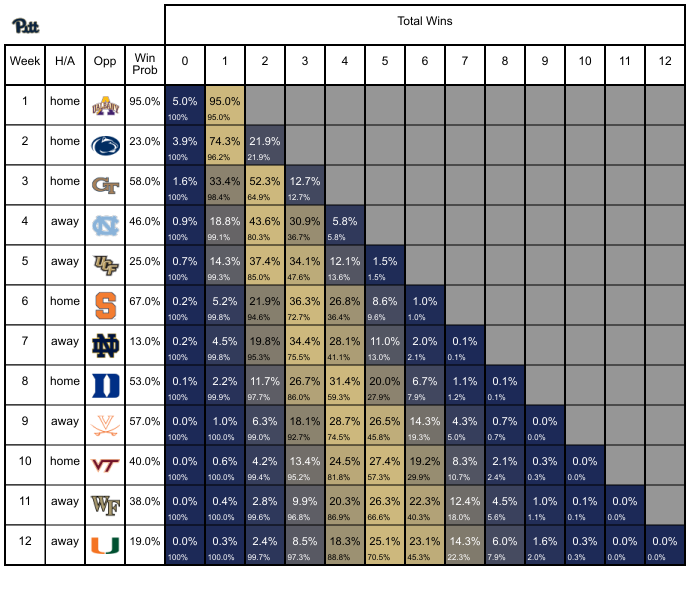 Pitt
Total Wins
Week H/A Opp Win Prob 0 1 2 3 4 5 6 7 8 9 10 11 12
1 home ALBANY 95.0% 5.0% 95.0%
100% 95.0%
2 home 23.0% 3.9% 74.3% 21.9%
100% 96.2% 21.9%
3 home GT 58.0% 1.6% 33.4% 52.3% 12.7%
100% 98.4% 64.9% 12.7%
4 away NC 46.0% 0.9% 18.8% 43.6% 30.9% 5.8%
100% 99.1% 80.3% 36.7% 5.8%
5 away UCF 25.0% 0.7% 14.3% 37.4% 34.1% 12.1% 1.5%
100% 99.3% 85.0% 47.6% 13.6% 1.5%
6 home S 67.0% 0.2% 5.2% 21.9% 36.3% 26.8% 8.6% 1.0%
100% 99.8% 94.6% 72.7% 36.4% 9.6% 1.0%
7 away ND 13.0% 0.2% 4.5% 19.8% 34.4% 28.1% 11.0% 2.0% 0.1%
100% 99.8% 95.3% 75.5% 41.1% 13.0% 2.1% 0.1%
8 home D 53.0% 0.1% 2.2% 11.7% 26.7% 31.4% 20.0% 6.7% 1.1% 0.1%
100% 99.9% 97.7% 86.0% 59.3% 27.9% 7.9% 1.2% 0.1%
9 away V 57.0% 0.0% 1.0% 6.3% 18.1% 28.7% 26.5% 14.3% 4.3% 0.7% 0.0%
100% 100.0% 99.0% 92.7% 74.5% 45.8% 19.3% 5.0% 0.7% 0.0%
10 home VT 40.0% 0.0% 0.6% 4.2% 13.4% 24.5% 27.4% 19.2% 8.3% 2.1% 0.3% 0.0%
100% 100.0% 99.4% 95.2% 81.8% 57.3% 29.9% 10.7% 2.4% 0.3% 0.0%
11 away WF 38.0% 0.0% 0.4% 2.8% 9.9% 20.3% 26.3% 22.3% 12.4% 4.5% 1.0% 0.1% 0.0%
100% 100.0% 99.6% 96.8% 86.9% 66.6% 40.3% 18.0% 5.6% 1.1% 0.1% 0.0%
12 away U 19.0% 0.0% 0.3% 2.4% 8.5% 18.3% 25.1% 23.1% 14.3% 6.0% 1.6% 0.3% 0.0% 0.0%
100% 100.0% 99.7% 97.3% 88.8% 70.5% 45.3% 22.3% 7.9% 2.0% 0.3% 0.0% 0.0%